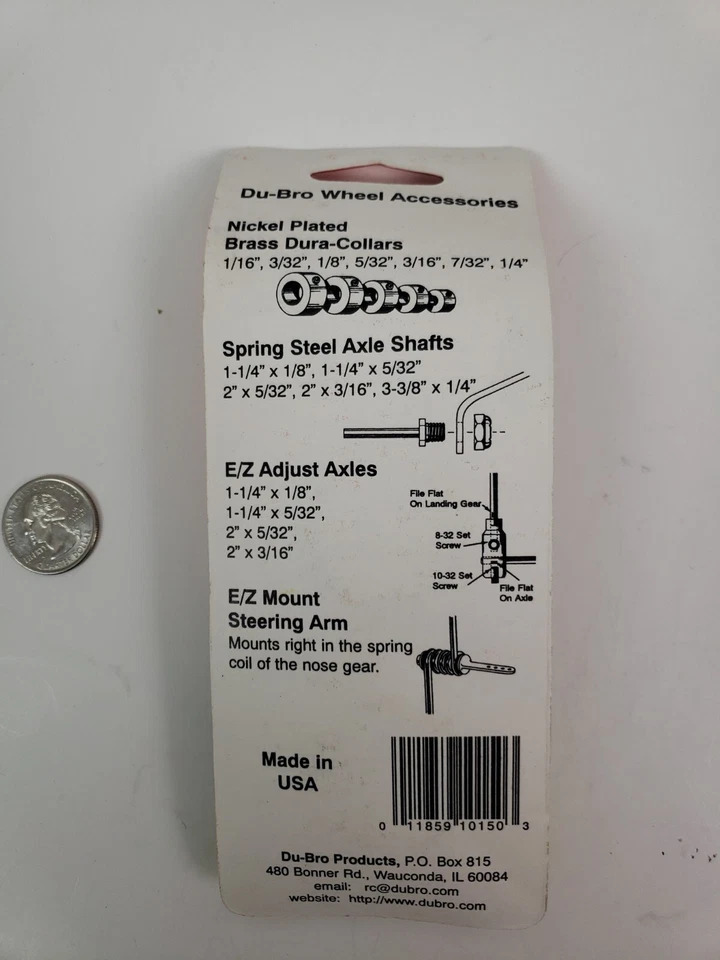 Du-Bro Wheel Accessories
Nickel Plated
Brass Dura-Collars
1/16", 3/32", 1/8", 5/32", 3/16", 7/32", 1/4"
Spring Steel Axle Shafts
1-1/4" x 1/8", 1-1/4" x 5/32"
2" x 5/32", 2" x 3/16", 3-3/8" x 1/4"
E/Z Adjust Axles
1-1/4" x 1/8",
1-1/4" x 5/32",
2" x 5/32",
2" x 3/16"
File Flat
On Landing Gear
8-32 Set
Screw
10-32 Set
Screw
File Flat
On Axle
E/Z Mount
Steering Arm
Mounts right in the spring
coil of the nose gear.
Made in
USA
0 11859 10150 3
Du-Bro Products, P.O. Box 815
480 Bonner Rd., Wauconda, IL 60084
email: rc@dubro.com
website: http://www.dubro.com